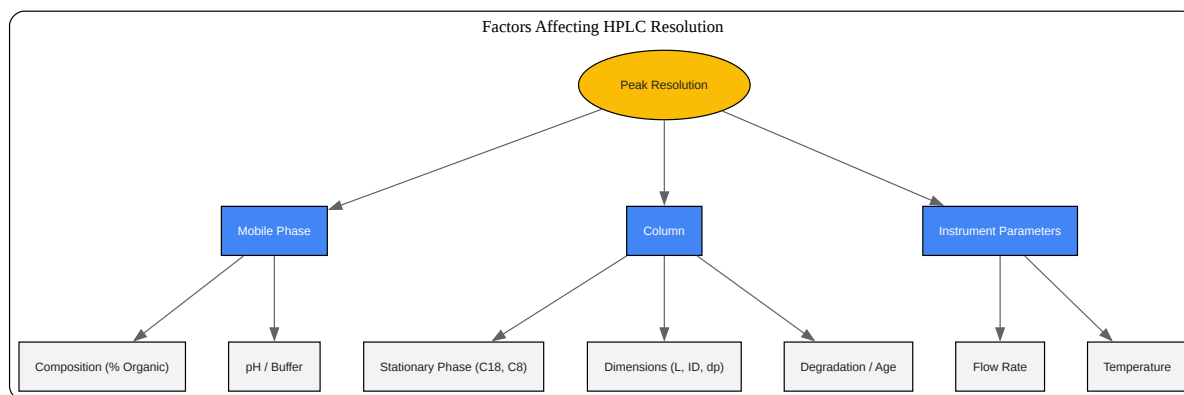 Factors Affecting HPLC Resolution
Peak Resolution
Mobile Phase
Column
Instrument Parameters
Composition (% Organic)
pH / Buffer
Stationary Phase (C18, C8)
Dimensions (L, ID, dp)
Degradation / Age
Flow Rate
Temperature